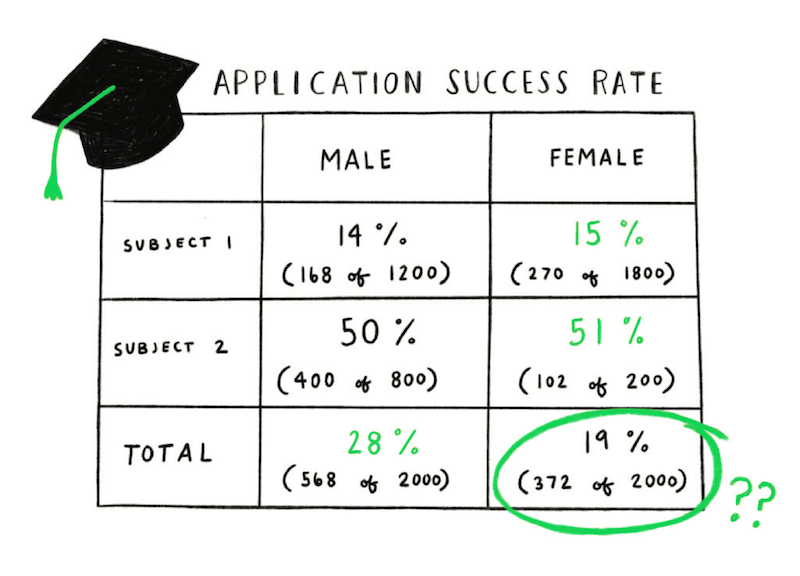 APPLICATION SUCCESS RATE
MALE FEMALE
SUBJECT 1 14 % 15 %
(168 of 1200) (270 of 1800)
SUBJECT 2 50 % 51 %
(400 of 800) (102 of 200)
TOTAL 28 % 19 %
(568 of 2000) (372 of 2000)
??